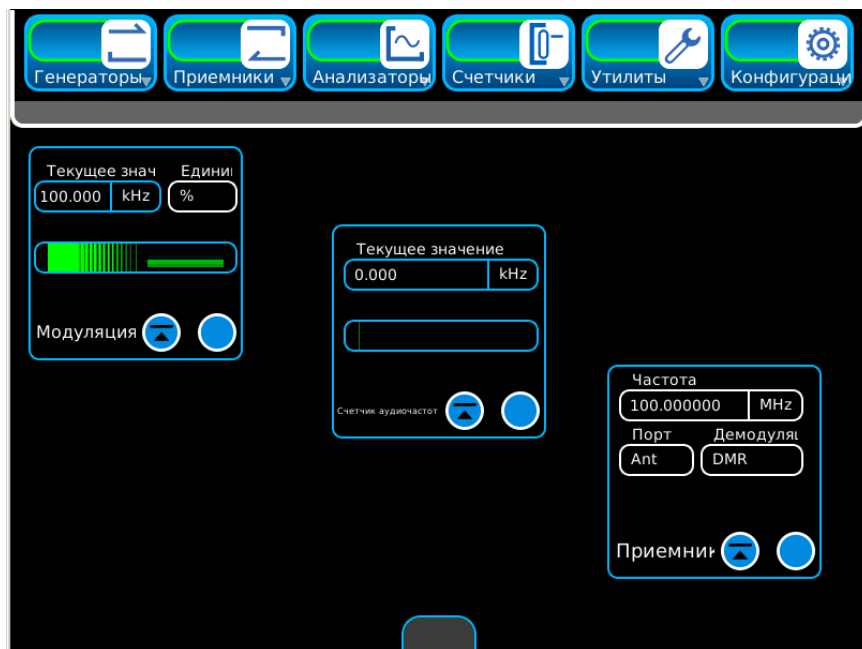 Генераторы Приемники Анализаторы Счетчики Утилиты Конфигураци
Текущее знач Едини
100.000 kHz %
Модуляция
Текущее значение
0.000 kHz
Счетчик аудиочастот
Частота
100.000000 MHz
Порт Демодуляц
Ant DMR
Приемник